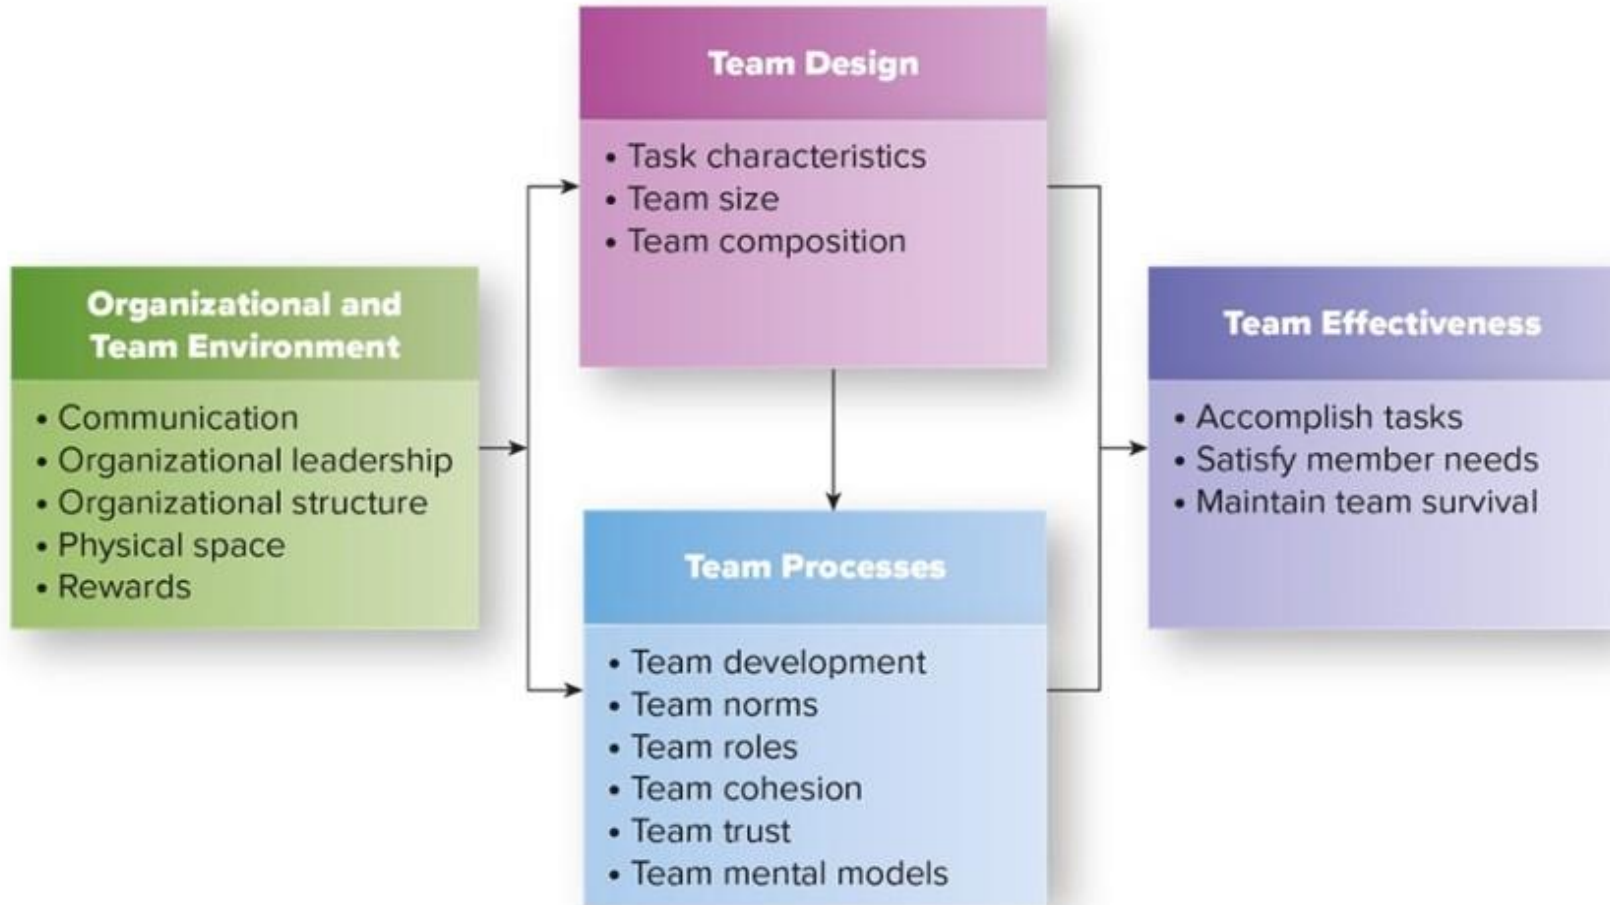 Team Design
• Task characteristics
• Team size
• Team composition
Organizational and
Team Environment
• Communication
• Organizational leadership
• Organizational structure
• Physical space
• Rewards
Team Effectiveness
• Accomplish tasks
• Satisfy member needs
• Maintain team survival
Team Processes
• Team development
• Team norms
• Team roles
• Team cohesion
• Team trust
• Team mental models